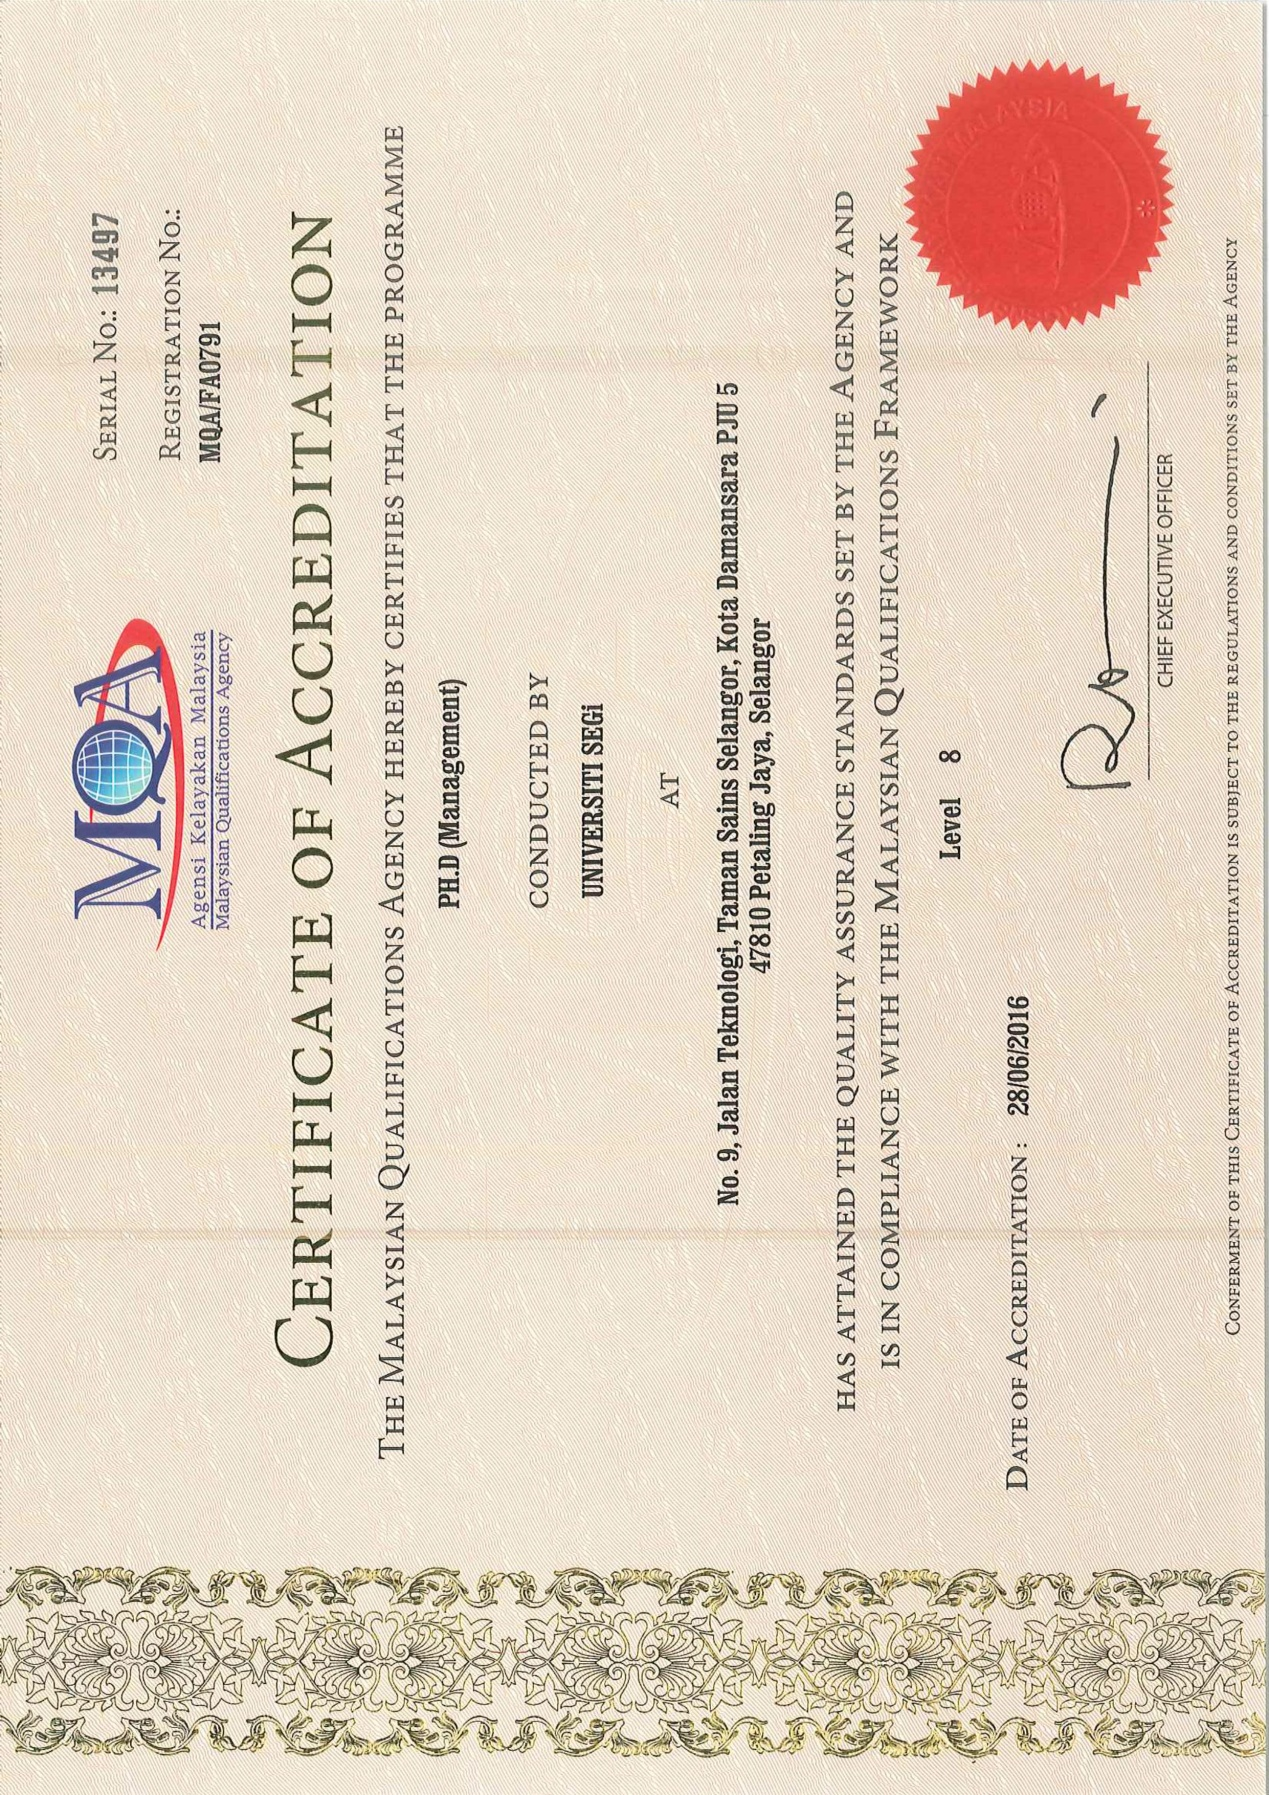 SERIAL NO.: 13497
REGISTRATION NO.:
MQA/FA0791
MQA
Agensi Kelayakan Malaysia
Malaysian Qualifications Agency
CERTIFICATE OF ACCREDITATION
THE MALAYSIAN QUALIFICATIONS AGENCY HEREBY CERTIFIES THAT THE PROGRAMME
PH.D (Management)
CONDUCTED BY
UNIVERSITI SEGi
AT
No. 9, Jalan Teknologi, Taman Sains Selangor, Kota Damansara PJU 5
47810 Petaling Jaya, Selangor
HAS ATTAINED THE QUALITY ASSURANCE STANDARDS SET BY THE AGENCY AND
IS IN COMPLIANCE WITH THE MALAYSIAN QUALIFICATIONS FRAMEWORK
Level 8
DATE OF ACCREDITATION : 28/06/2016
CHIEF EXECUTIVE OFFICER
CONFERMENT OF THIS CERTIFICATE OF ACCREDITATION IS SUBJECT TO THE REGULATIONS AND CONDITIONS SET BY THE AGENCY